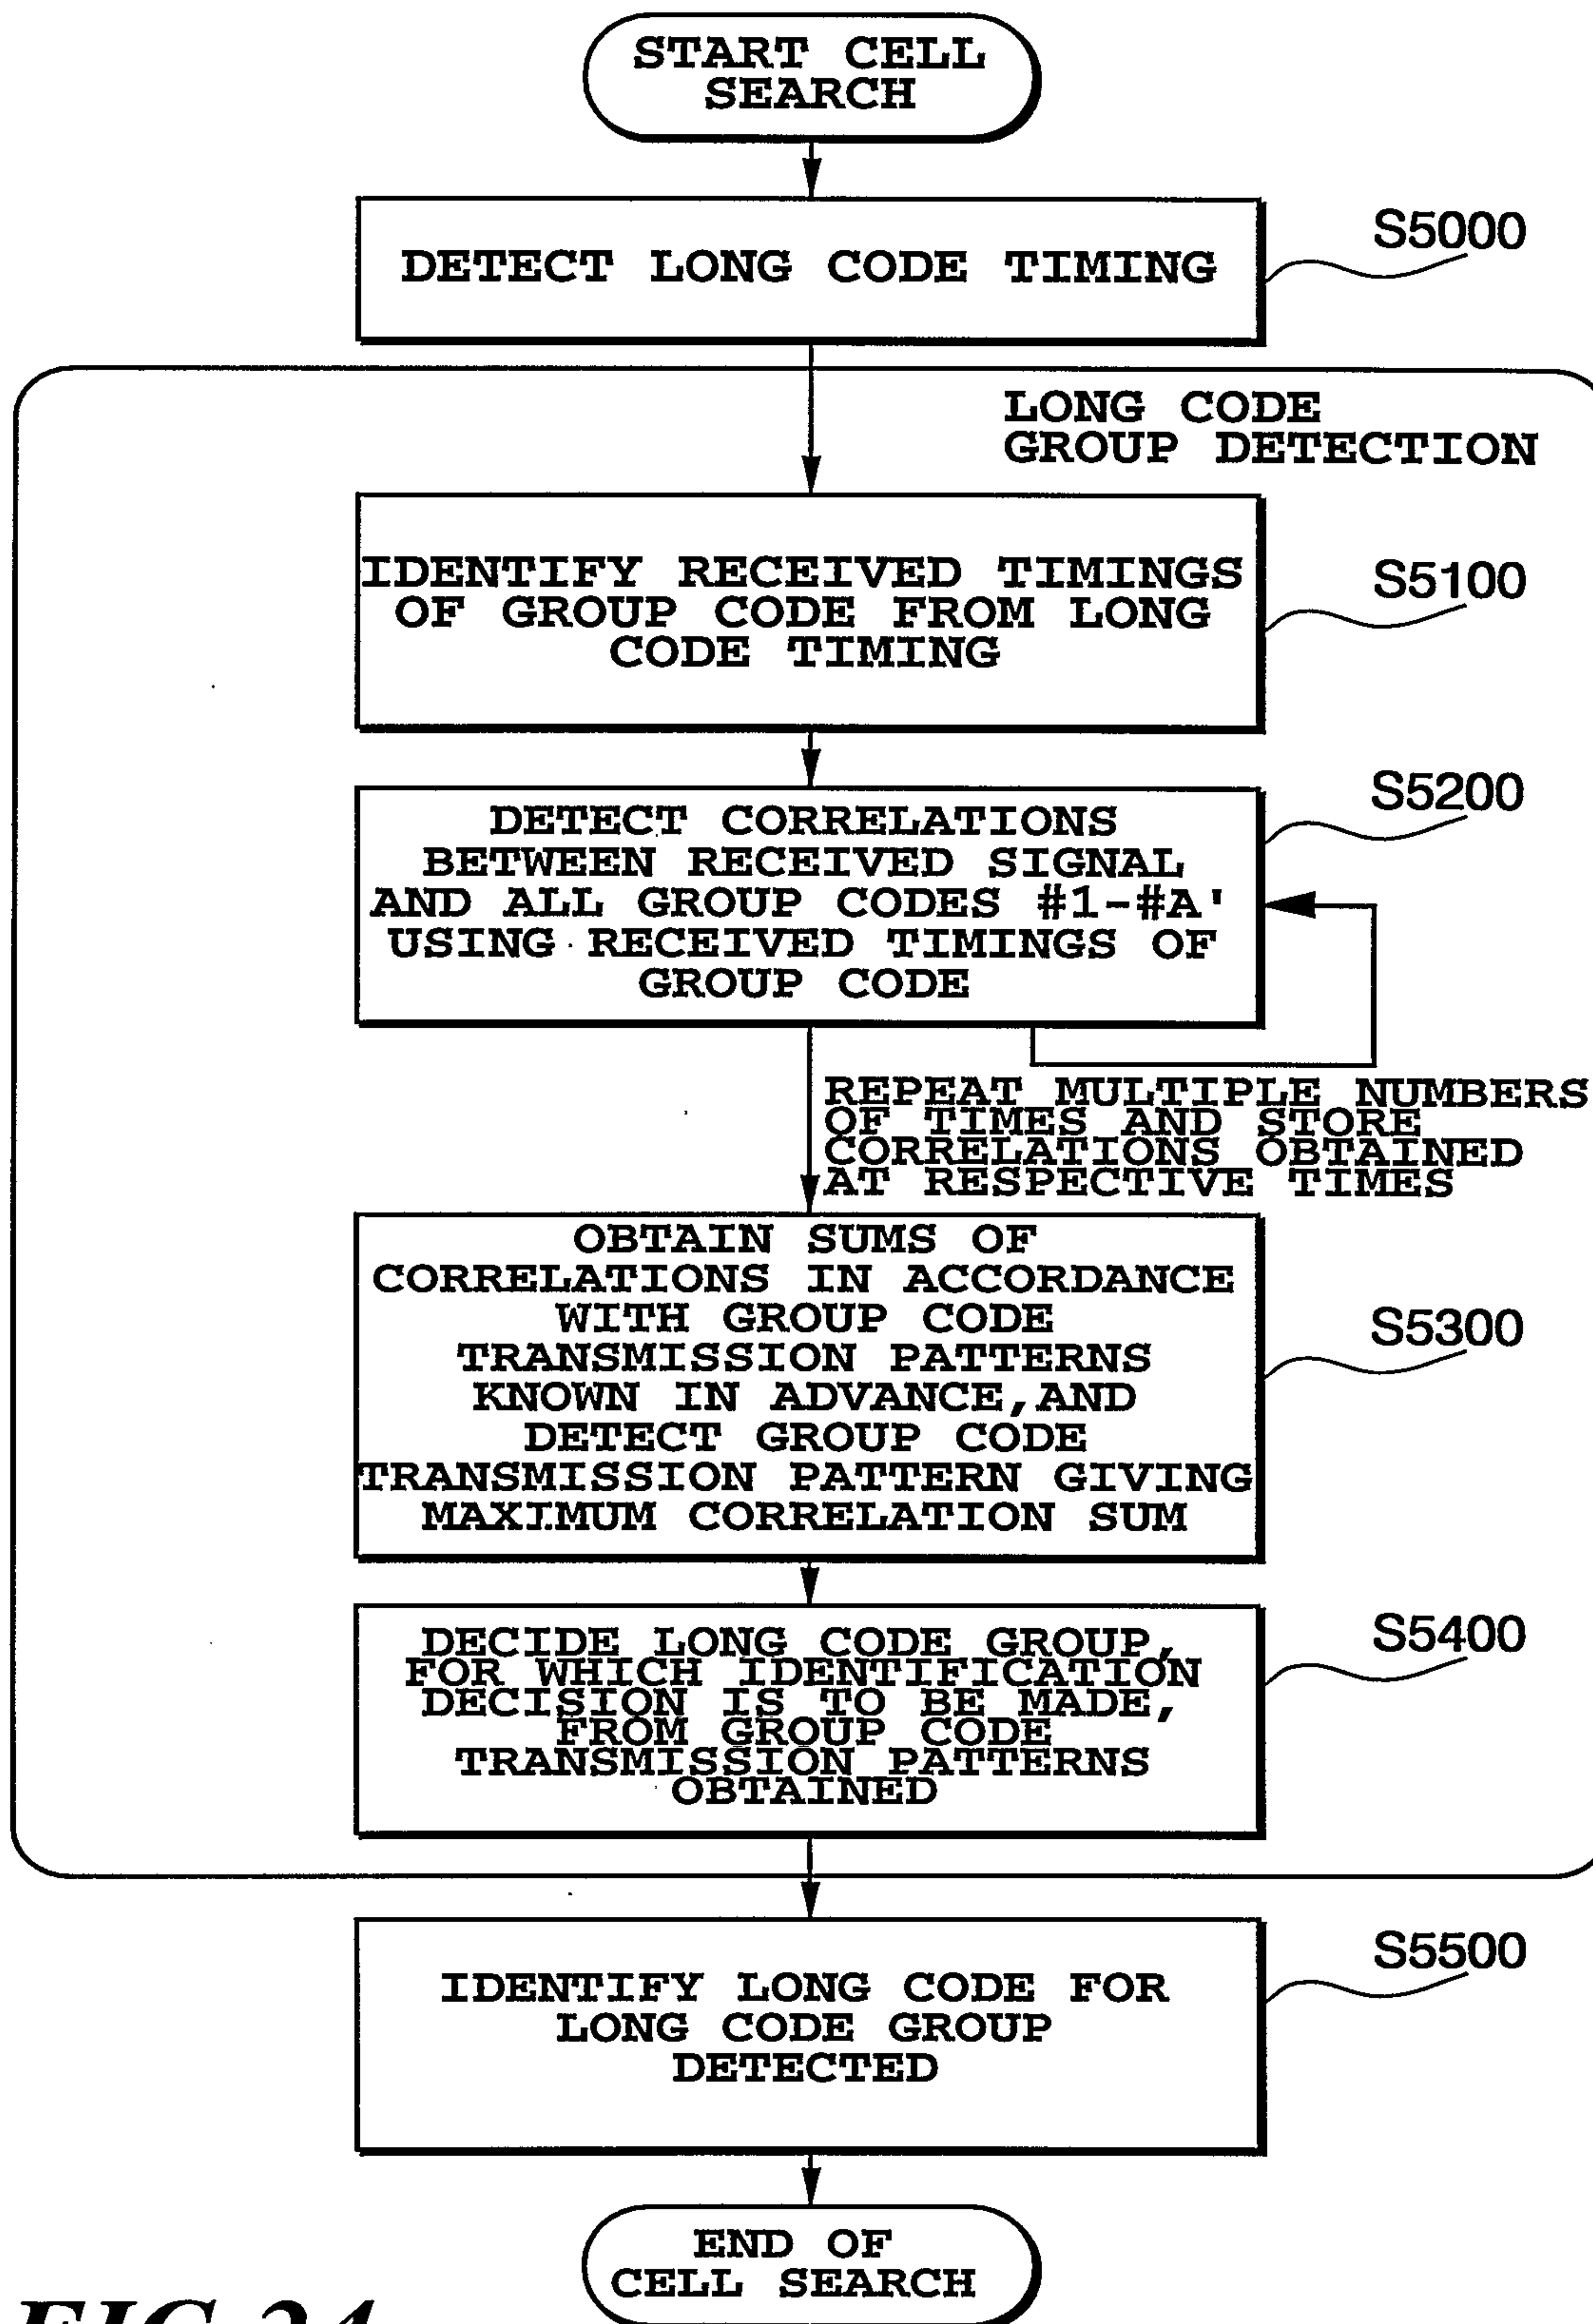 START CELL
SEARCH
DETECT LONG CODE TIMING
S5000
LONG CODE
GROUP DETECTION
IDENTIFY RECEIVED TIMINGS
OF GROUP CODE FROM LONG
CODE TIMING
S5100
DETECT CORRELATIONS
BETWEEN RECEIVED SIGNAL
AND ALL GROUP CODES #1-#A'
USING RECEIVED TIMINGS OF
GROUP CODE
S5200
REPEAT MULTIPLE NUMBERS
OF TIMES AND STORE
CORRELATIONS OBTAINED
AT RESPECTIVE TIMES
OBTAIN SUMS OF
CORRELATIONS IN ACCORDANCE
WITH GROUP CODE
TRANSMISSION PATTERNS
KNOWN IN ADVANCE,AND
DETECT GROUP CODE
TRANSMISSION PATTERN GIVING
MAXIMUM CORRELATION SUM
S5300
DECIDE LONG CODE GROUP,
FOR WHICH IDENTIFICATION
DECISION IS TO BE MADE,
FROM GROUP CODE
TRANSMISSION PATTERNS
OBTAINED
S5400
IDENTIFY LONG CODE FOR
LONG CODE GROUP
DETECTED
S5500
END OF
CELL SEARCH
FIG.24